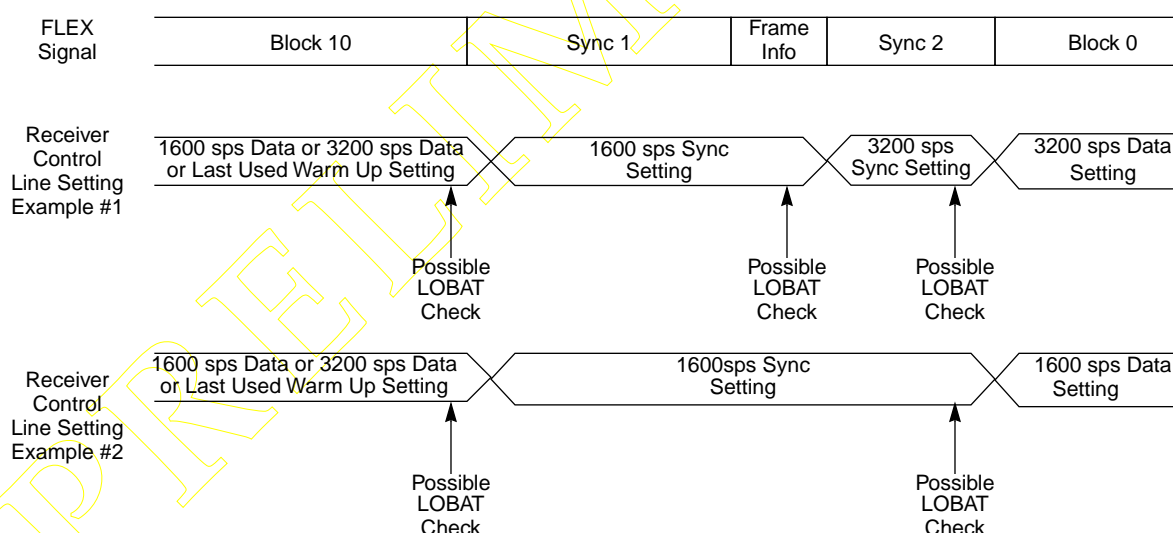 FLEX
Signal
Block 10
Sync 1
Frame
Info
Sync 2
Block 0
Receiver
Control
Line Setting
Example #1
1600 sps Data or 3200 sps Data
or Last Used Warm Up Setting
1600 sps Sync
Setting
3200 sps
Sync Setting
3200 sps Data
Setting
Possible
LOBAT
Check
Possible
LOBAT
Check
Possible
LOBAT
Check
Receiver
Control
Line Setting
Example #2
1600 sps Data or 3200 sps Data
or Last Used Warm Up Setting
1600sps Sync
Setting
1600 sps Data
Setting
Possible
LOBAT
Check
Possible
LOBAT
Check
PRELIM